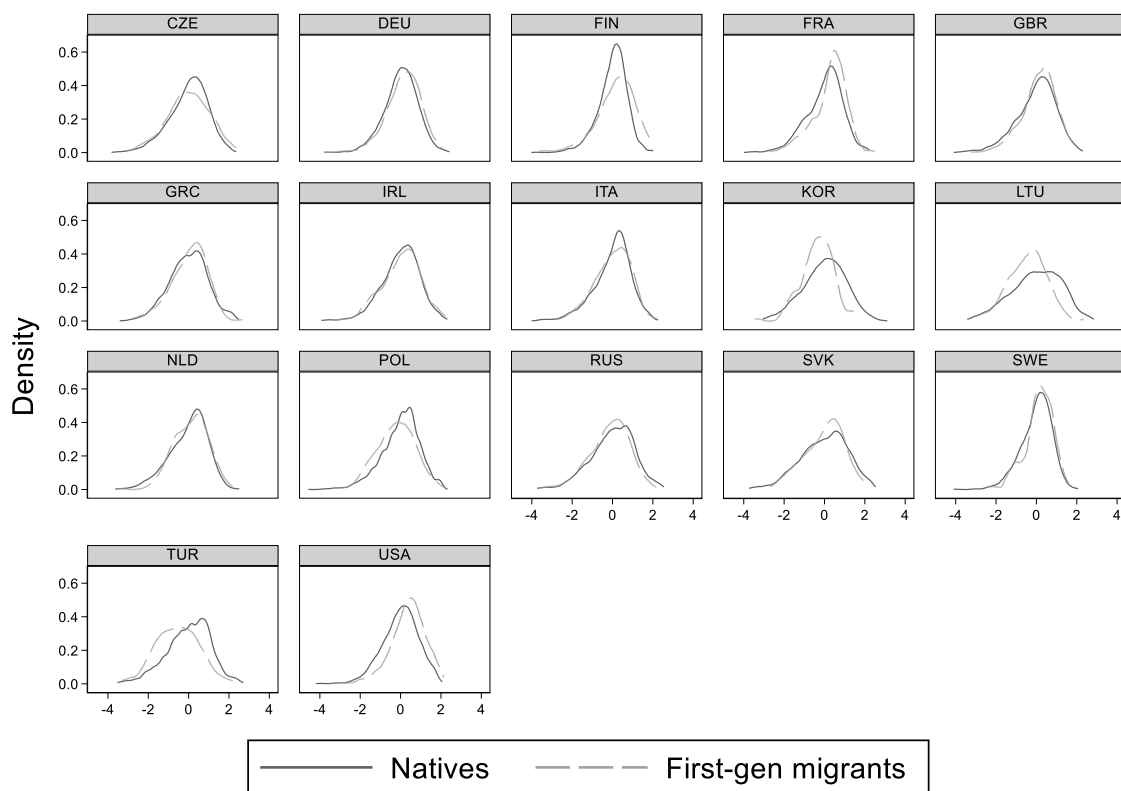 CZE DEU FIN FRA GBR
0.6
0.4
0.2
0.0
GRC IRL ITA KOR LTU
0.6
0.4
0.2
0.0
NLD POL RUS SVK SWE
0.6
0.4
0.2
0.0
-4 -2 0 2 4 -4 -2 0 2 4 -4 -2 0 2 4
TUR USA
0.6
0.4
0.2
0.0
-4 -2 0 2 4 -4 -2 0 2 4
Density
Natives First-gen migrants